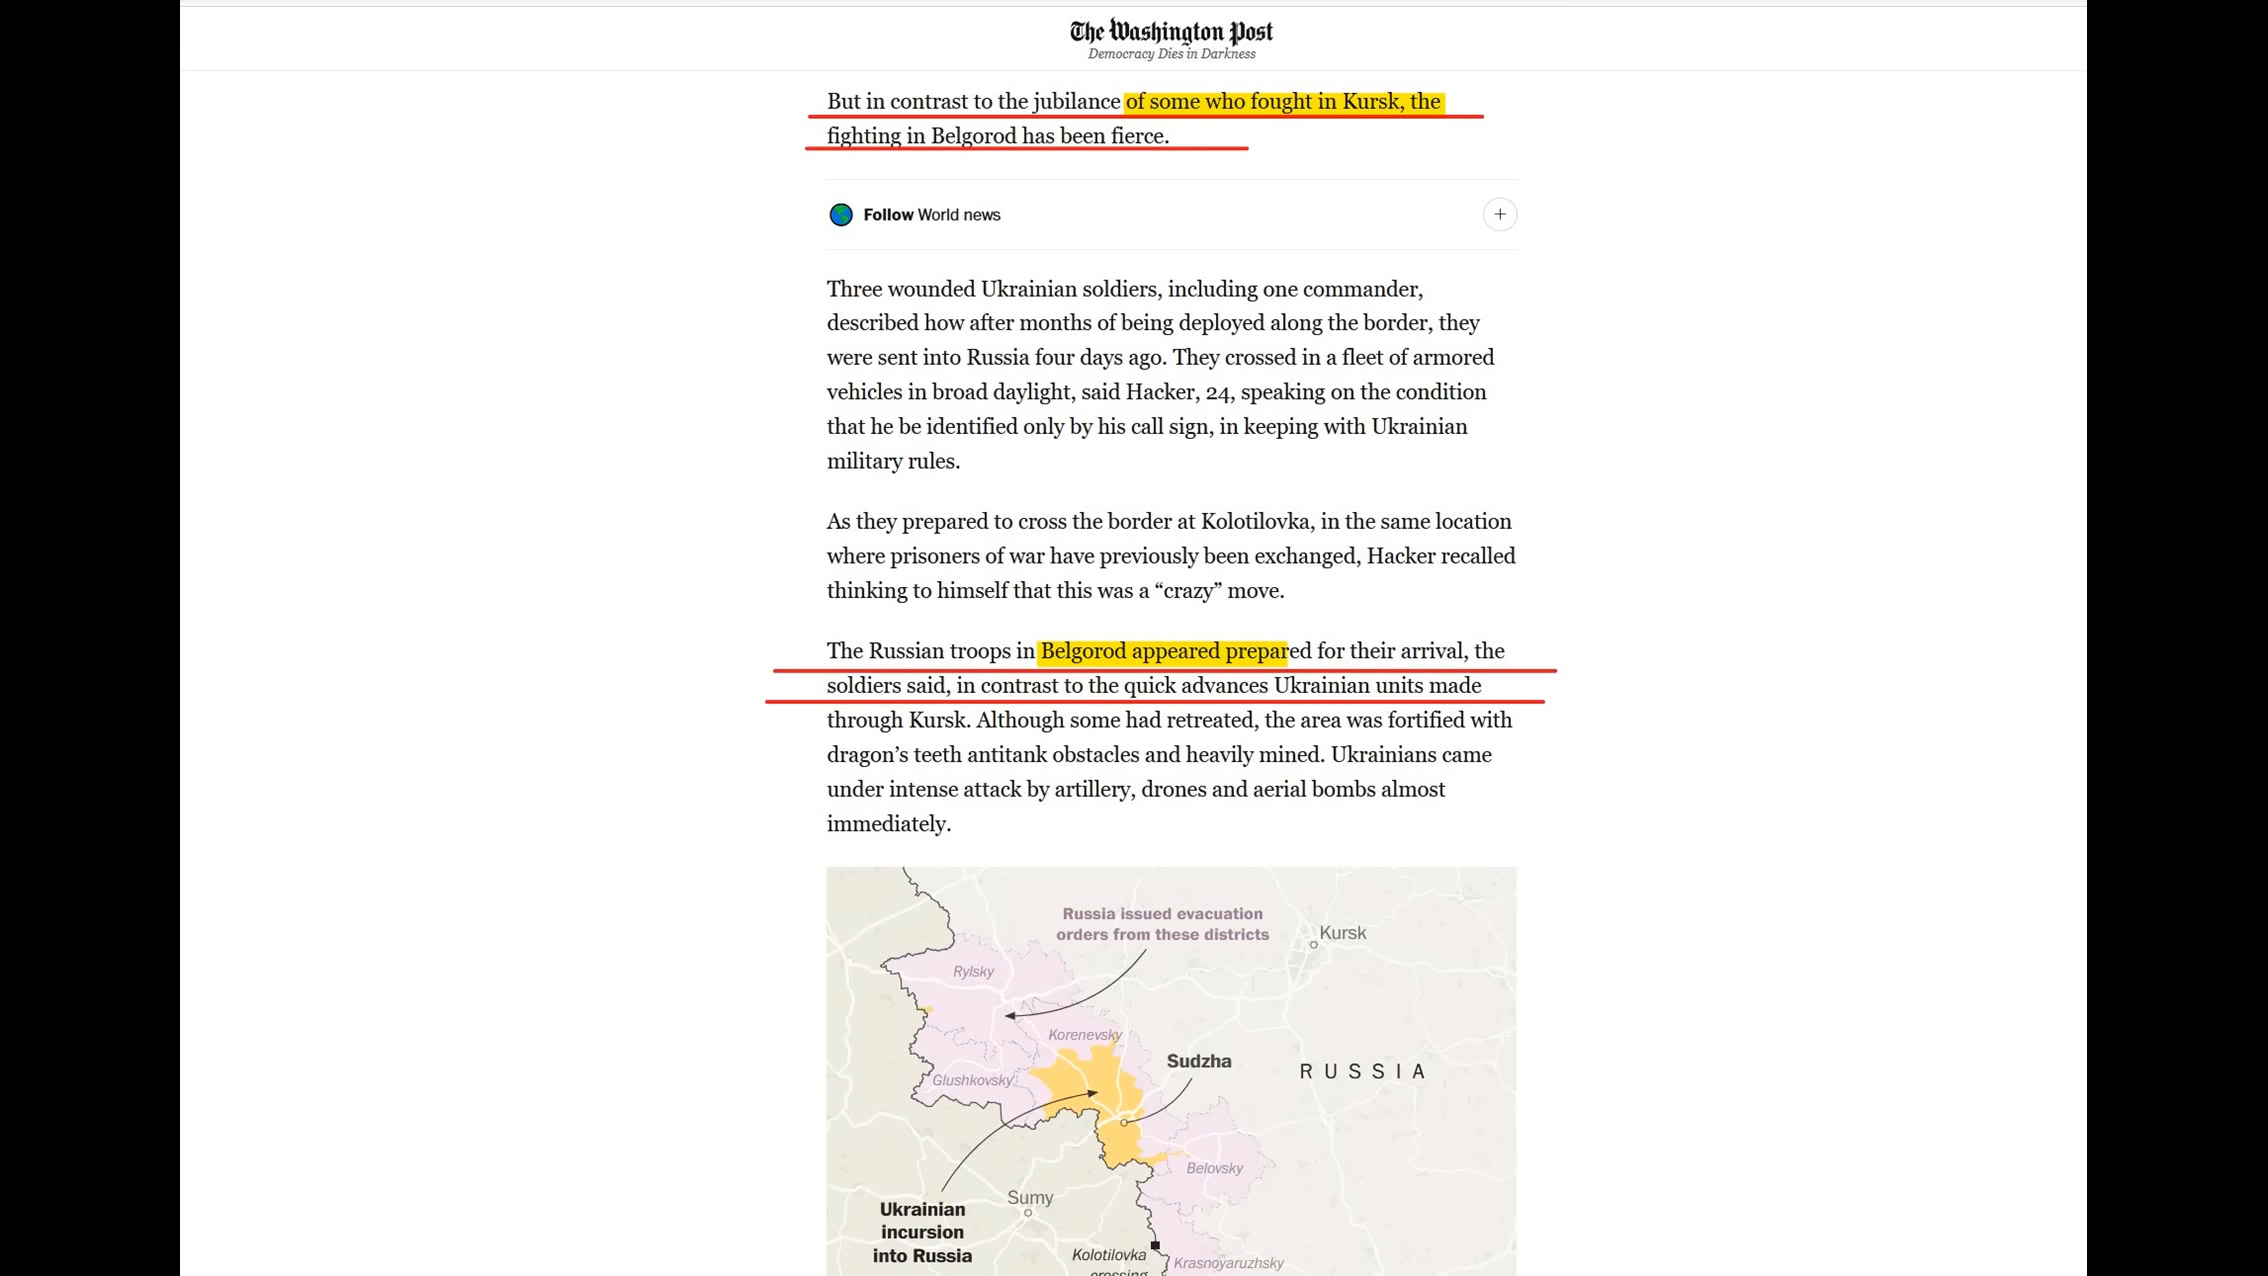 The Washington Post
Democracy Dies in Darkness
But in contrast to the jubilance of some who fought in Kursk, the
fighting in Belgorod has been fierce.
Follow World news
Three wounded Ukrainian soldiers, including one commander,
described how after months of being deployed along the border, they
were sent into Russia four days ago. They crossed in a fleet of armored
vehicles in broad daylight, said Hacker, 24, speaking on the condition
that he be identified only by his call sign, in keeping with Ukrainian
military rules.
As they prepared to cross the border at Kolotilovka, in the same location
where prisoners of war have previously been exchanged, Hacker recalled
thinking to himself that this was a “crazy” move.
The Russian troops in Belgorod appeared prepared for their arrival, the
soldiers said, in contrast to the quick advances Ukrainian units made
through Kursk. Although some had retreated, the area was fortified with
dragon’s teeth antitank obstacles and heavily mined. Ukrainians came
under intense attack by artillery, drones and aerial bombs almost
immediately.
Russia issued evacuation
orders from these districts
Kursk
Rylsky
Korenevsky
Sudzha
RUSSIA
Glushkovsky
Belovsky
Sumy
Ukrainian
incursion
into Russia
Kolotilovka
crossing
Krasnoyaruzhsky